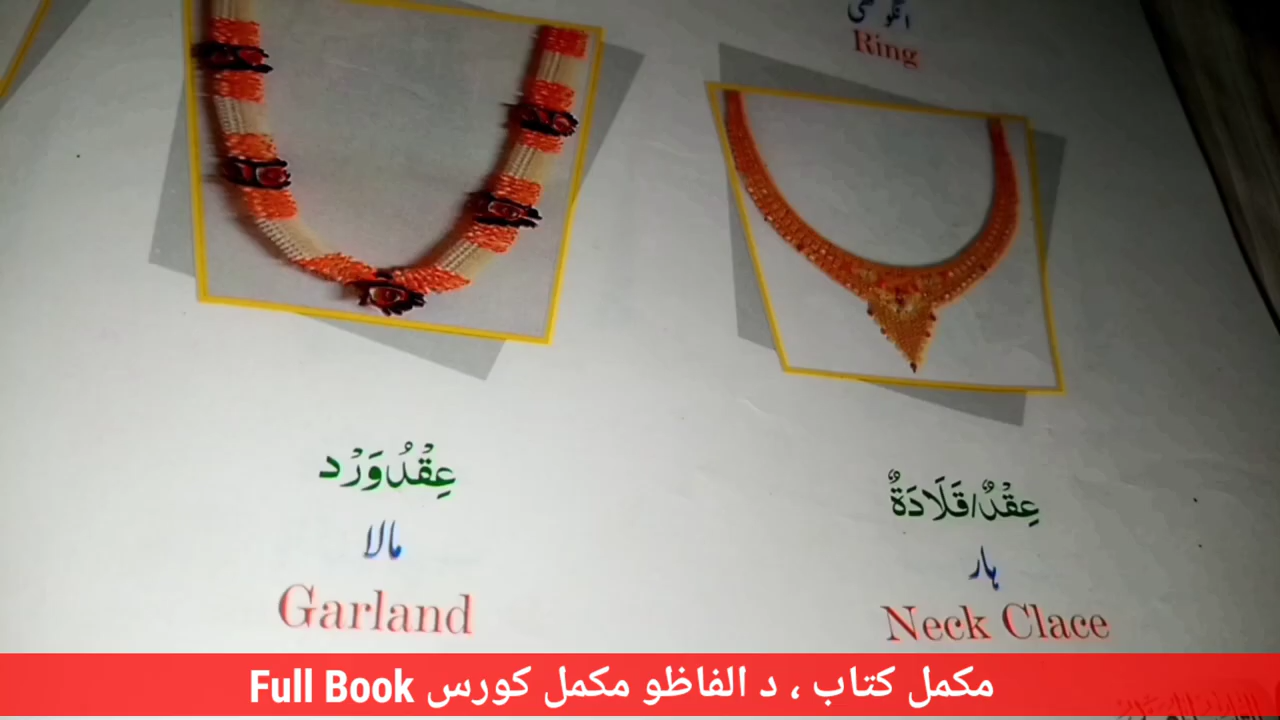 انگوٹھی
Ring
عِقْدُوَرْد
مالا
Garland
عِقْدٌ/قَلَادَةٌ
ہار
Neck Clace
مکمل کتاب ، د الفاظو مکمل کورس Full Book